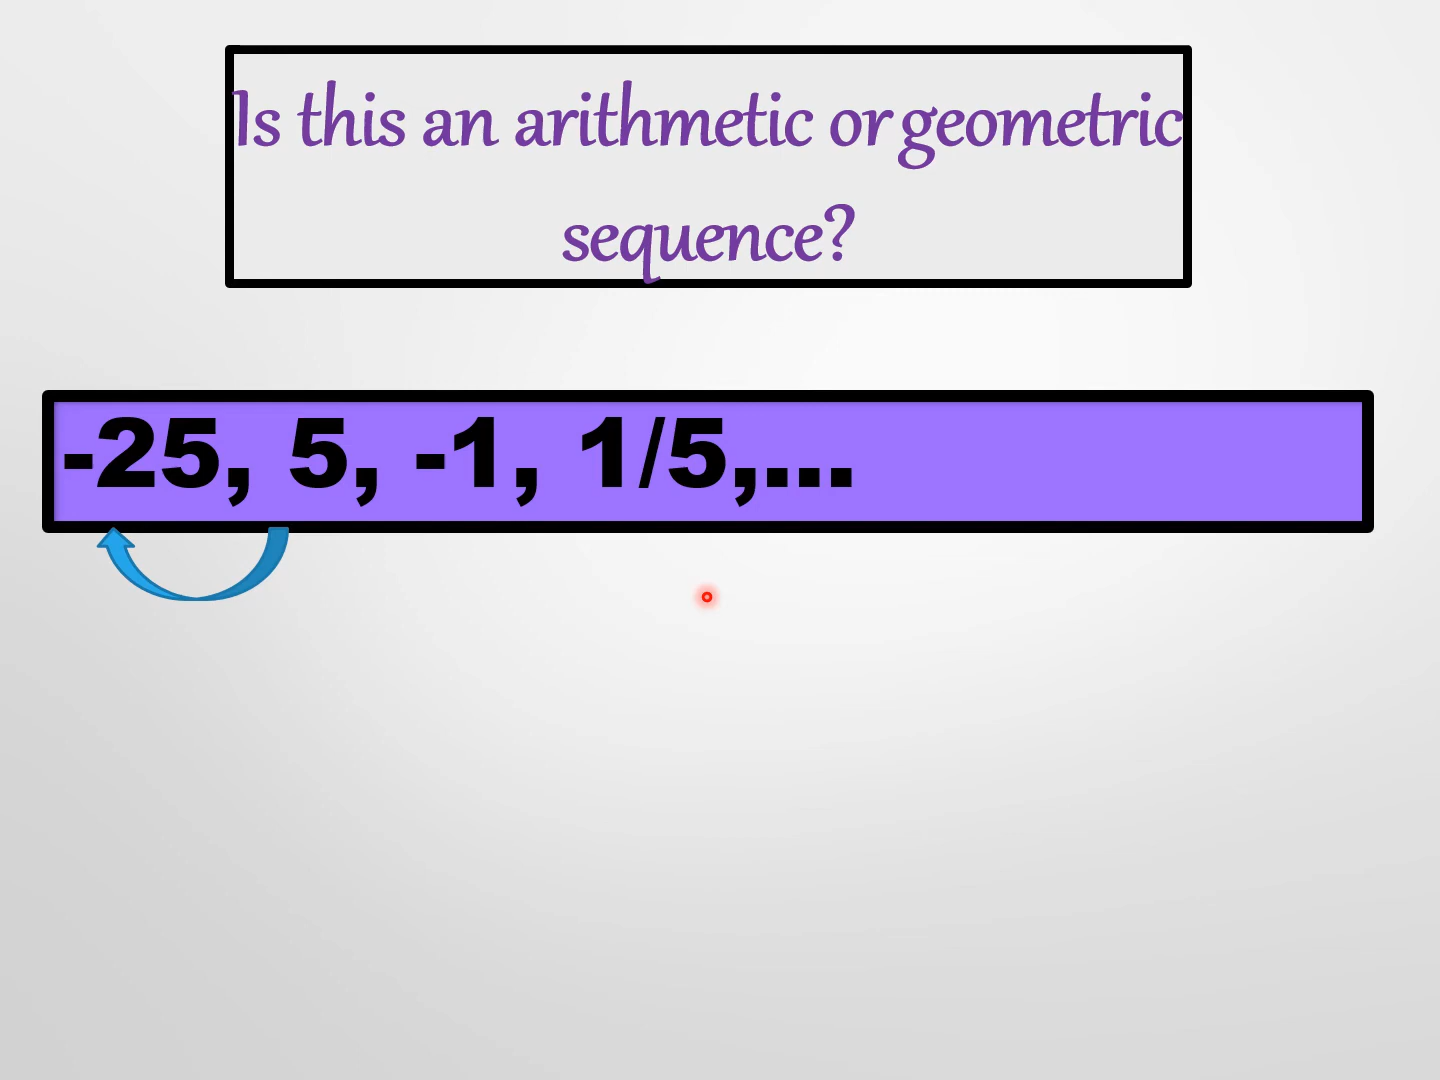 Is this an arithmetic or geometric
sequence?
-25, 5, -1, 1/5,...